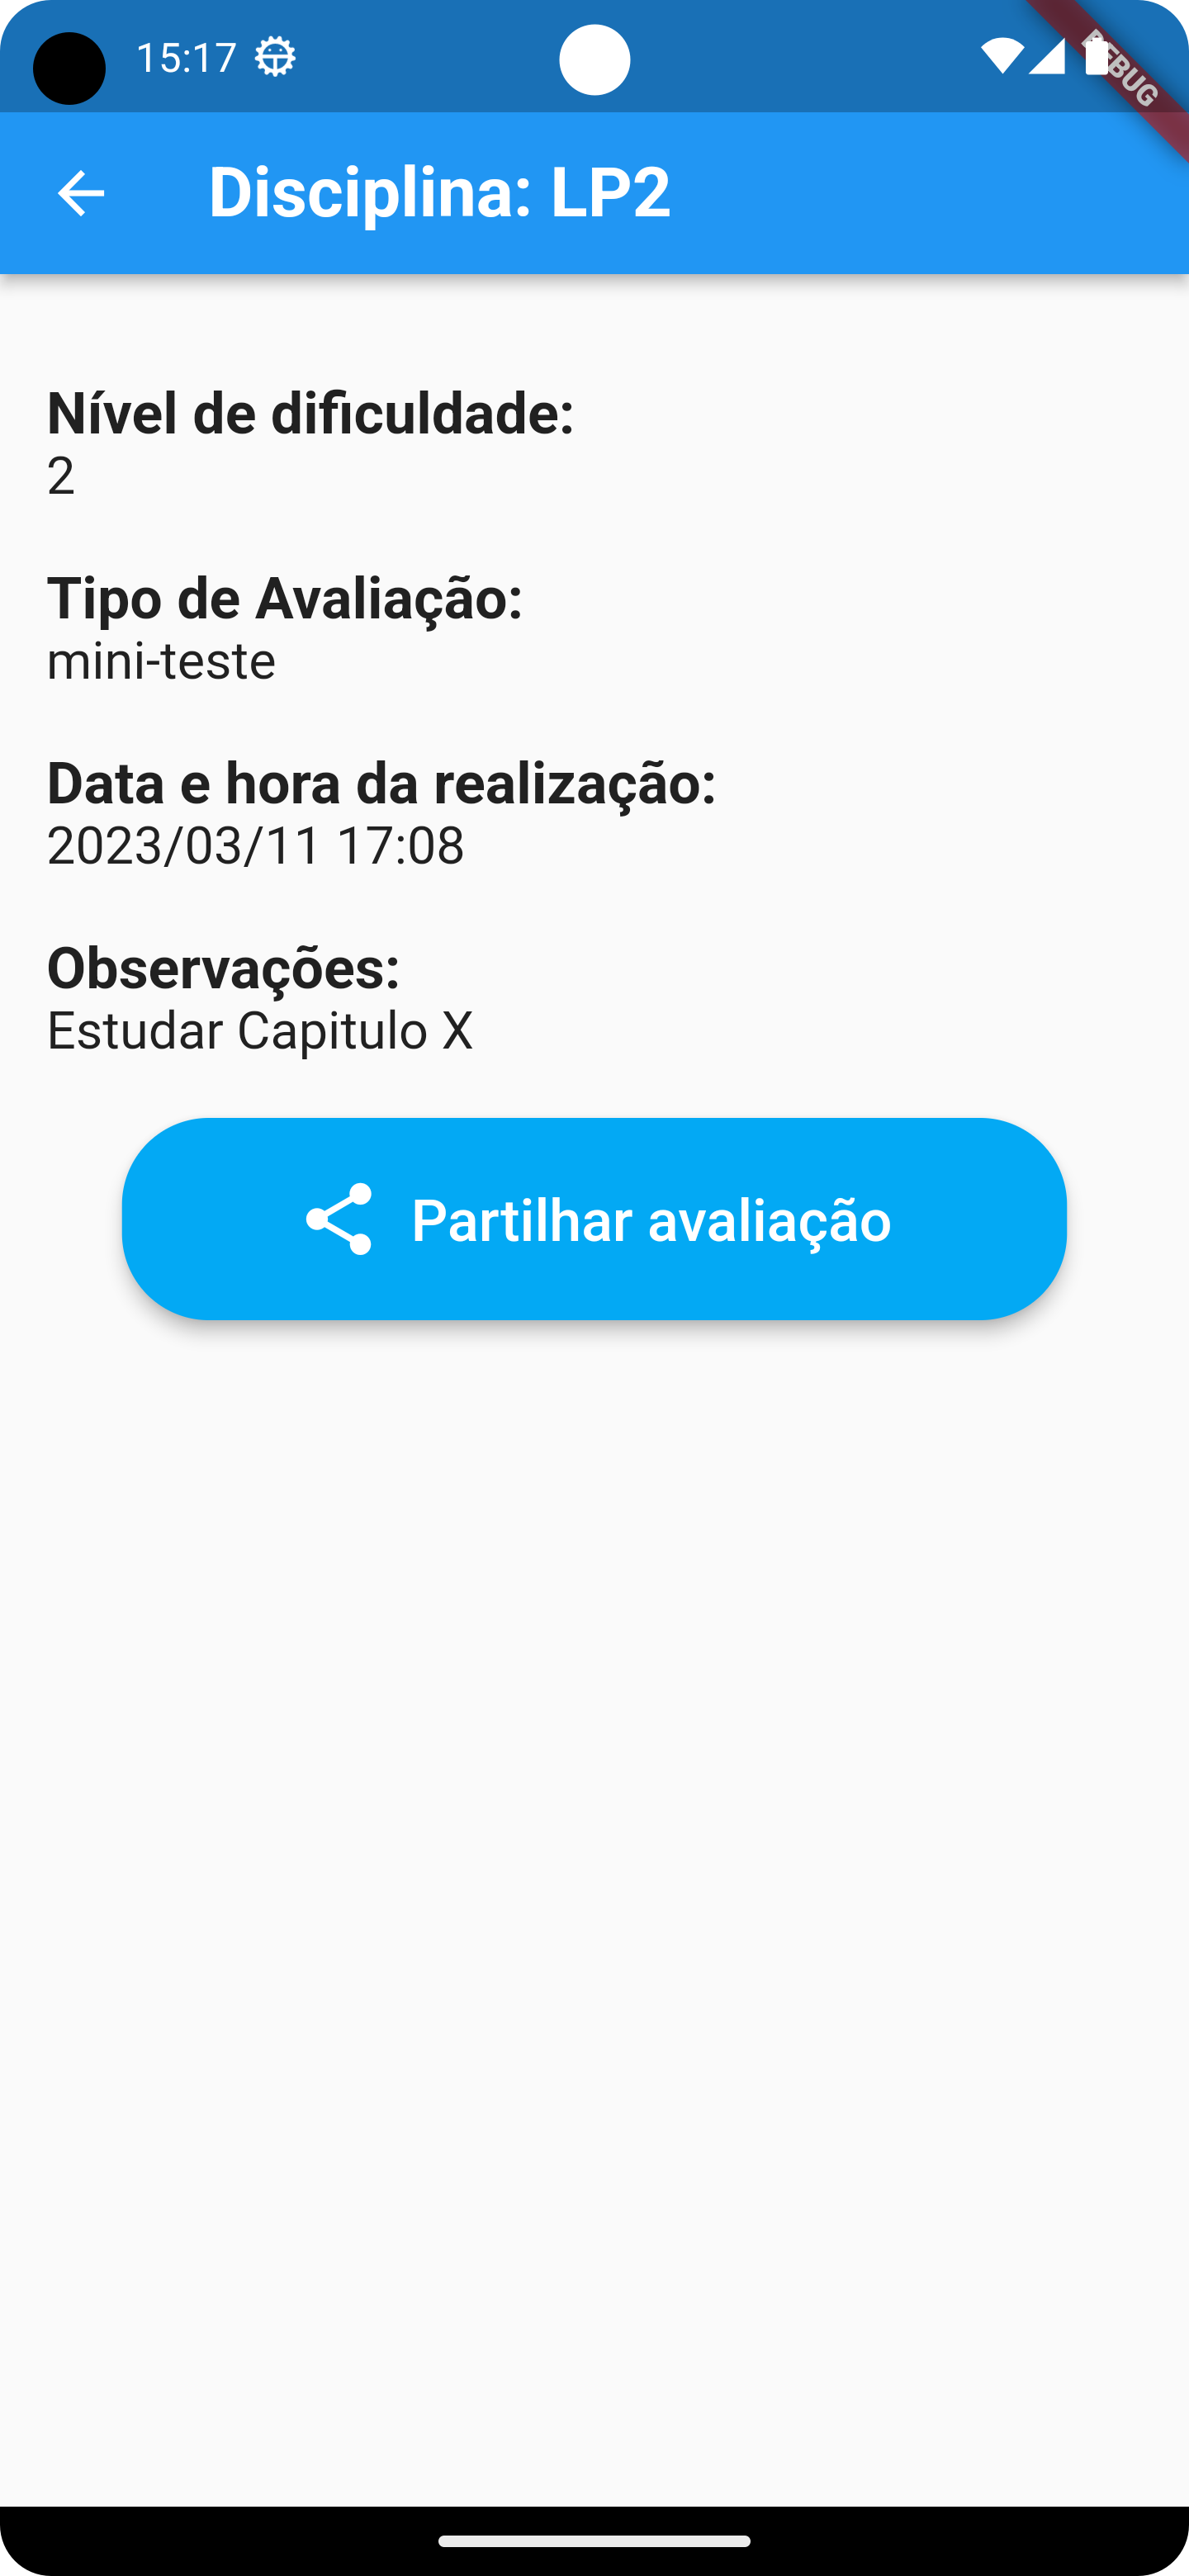 15:17
DEBUG
Disciplina: LP2
Nível de dificuldade:
2
Tipo de Avaliação:
mini-teste
Data e hora da realização:
2023/03/11 17:08
Observações:
Estudar Capitulo X
Partilhar avaliação